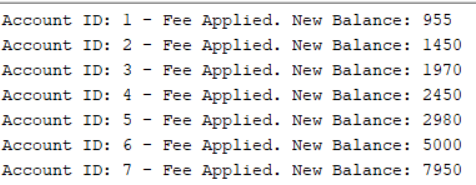 Account ID: 1 - Fee Applied. New Balance: 955
Account ID: 2 - Fee Applied. New Balance: 1450
Account ID: 3 - Fee Applied. New Balance: 1970
Account ID: 4 - Fee Applied. New Balance: 2450
Account ID: 5 - Fee Applied. New Balance: 2980
Account ID: 6 - Fee Applied. New Balance: 5000
Account ID: 7 - Fee Applied. New Balance: 7950